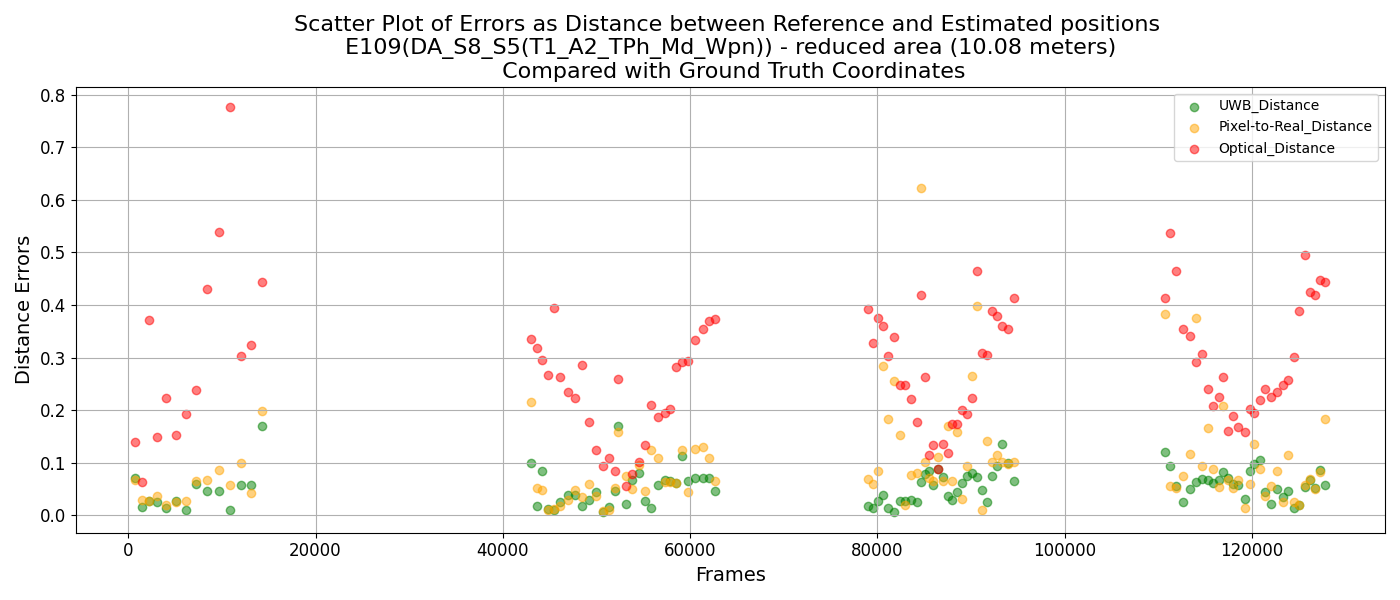 Scatter Plot of Errors as Distance between Reference and Estimated positions
E109(DA_S8_S5(T1_A2_TPh_Md_Wpn)) - reduced area (10.08 meters)
Compared with Ground Truth Coordinates
UWB_Distance
Pixel-to-Real_Distance
Optical_Distance
Distance Errors
0.8
0.7
0.6
0.5
0.4
0.3
0.2
0.1
0.0
0 20000 40000 60000 80000 100000 120000
Frames